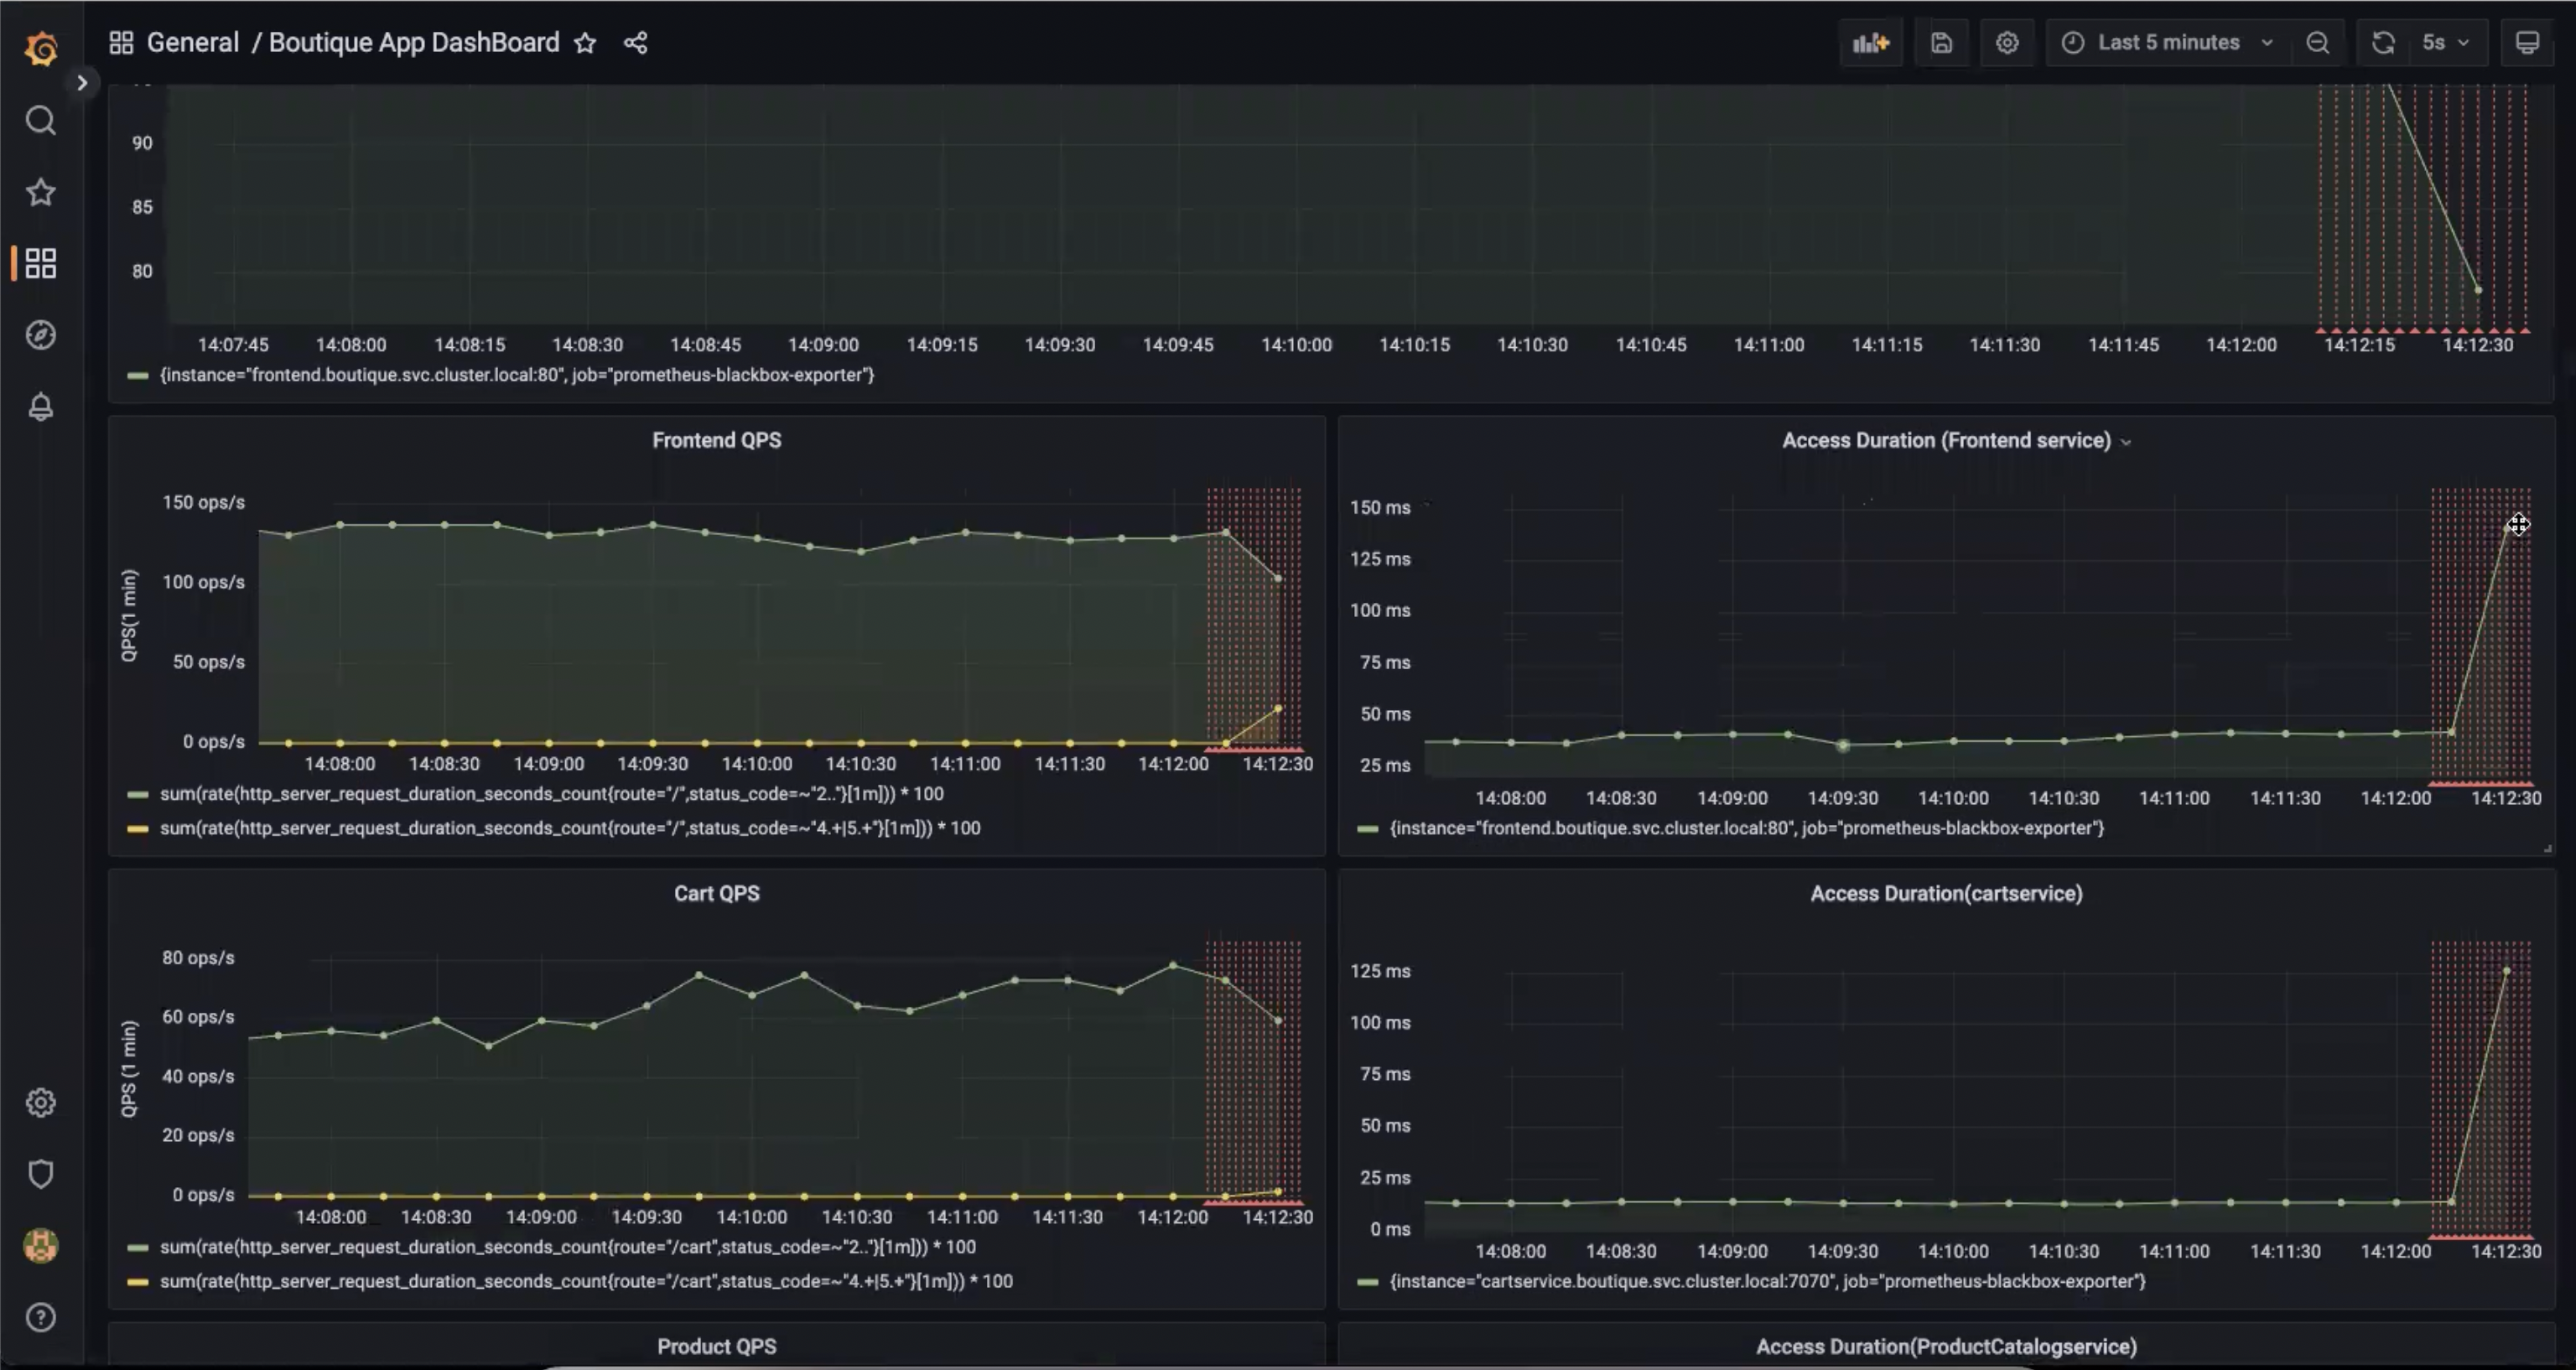 General / Boutique App DashBoard
Last 5 minutes
5s
90
85
80
14:07:45 14:08:00 14:08:15 14:08:30 14:08:45 14:09:00 14:09:15 14:09:30 14:09:45 14:10:00 14:10:15 14:10:30 14:10:45 14:11:00 14:11:15 14:11:30 14:11:45 14:12:00 14:12:15 14:12:30
{instance="frontend.boutique.svc.cluster.local:80", job="prometheus-blackbox-exporter"}
Frontend QPS
QPS(1 min)
150 ops/s
100 ops/s
50 ops/s
0 ops/s
14:08:00 14:08:30 14:09:00 14:09:30 14:10:00 14:10:30 14:11:00 14:11:30 14:12:00 14:12:30
sum(rate(http_server_request_duration_seconds_count{route="/",status_code=~"2.."}[1m])) * 100
sum(rate(http_server_request_duration_seconds_count{route="/",status_code=~"4.+|5.+"}[1m])) * 100
Access Duration (Frontend service)
150 ms
125 ms
100 ms
75 ms
50 ms
25 ms
14:08:00 14:08:30 14:09:00 14:09:30 14:10:00 14:10:30 14:11:00 14:11:30 14:12:00 14:12:30
{instance="frontend.boutique.svc.cluster.local:80", job="prometheus-blackbox-exporter"}
Cart QPS
QPS (1 min)
80 ops/s
60 ops/s
40 ops/s
20 ops/s
0 ops/s
14:08:00 14:08:30 14:09:00 14:09:30 14:10:00 14:10:30 14:11:00 14:11:30 14:12:00 14:12:30
sum(rate(http_server_request_duration_seconds_count{route="/cart",status_code=~"2.."}[1m])) * 100
sum(rate(http_server_request_duration_seconds_count{route="/cart",status_code=~"4.+|5.+"}[1m])) * 100
Access Duration(cartservice)
125 ms
100 ms
75 ms
50 ms
25 ms
0 ms
14:08:00 14:08:30 14:09:00 14:09:30 14:10:00 14:10:30 14:11:00 14:11:30 14:12:00 14:12:30
{instance="cartservice.boutique.svc.cluster.local:7070", job="prometheus-blackbox-exporter"}
Product QPS
Access Duration(ProductCatalogservice)